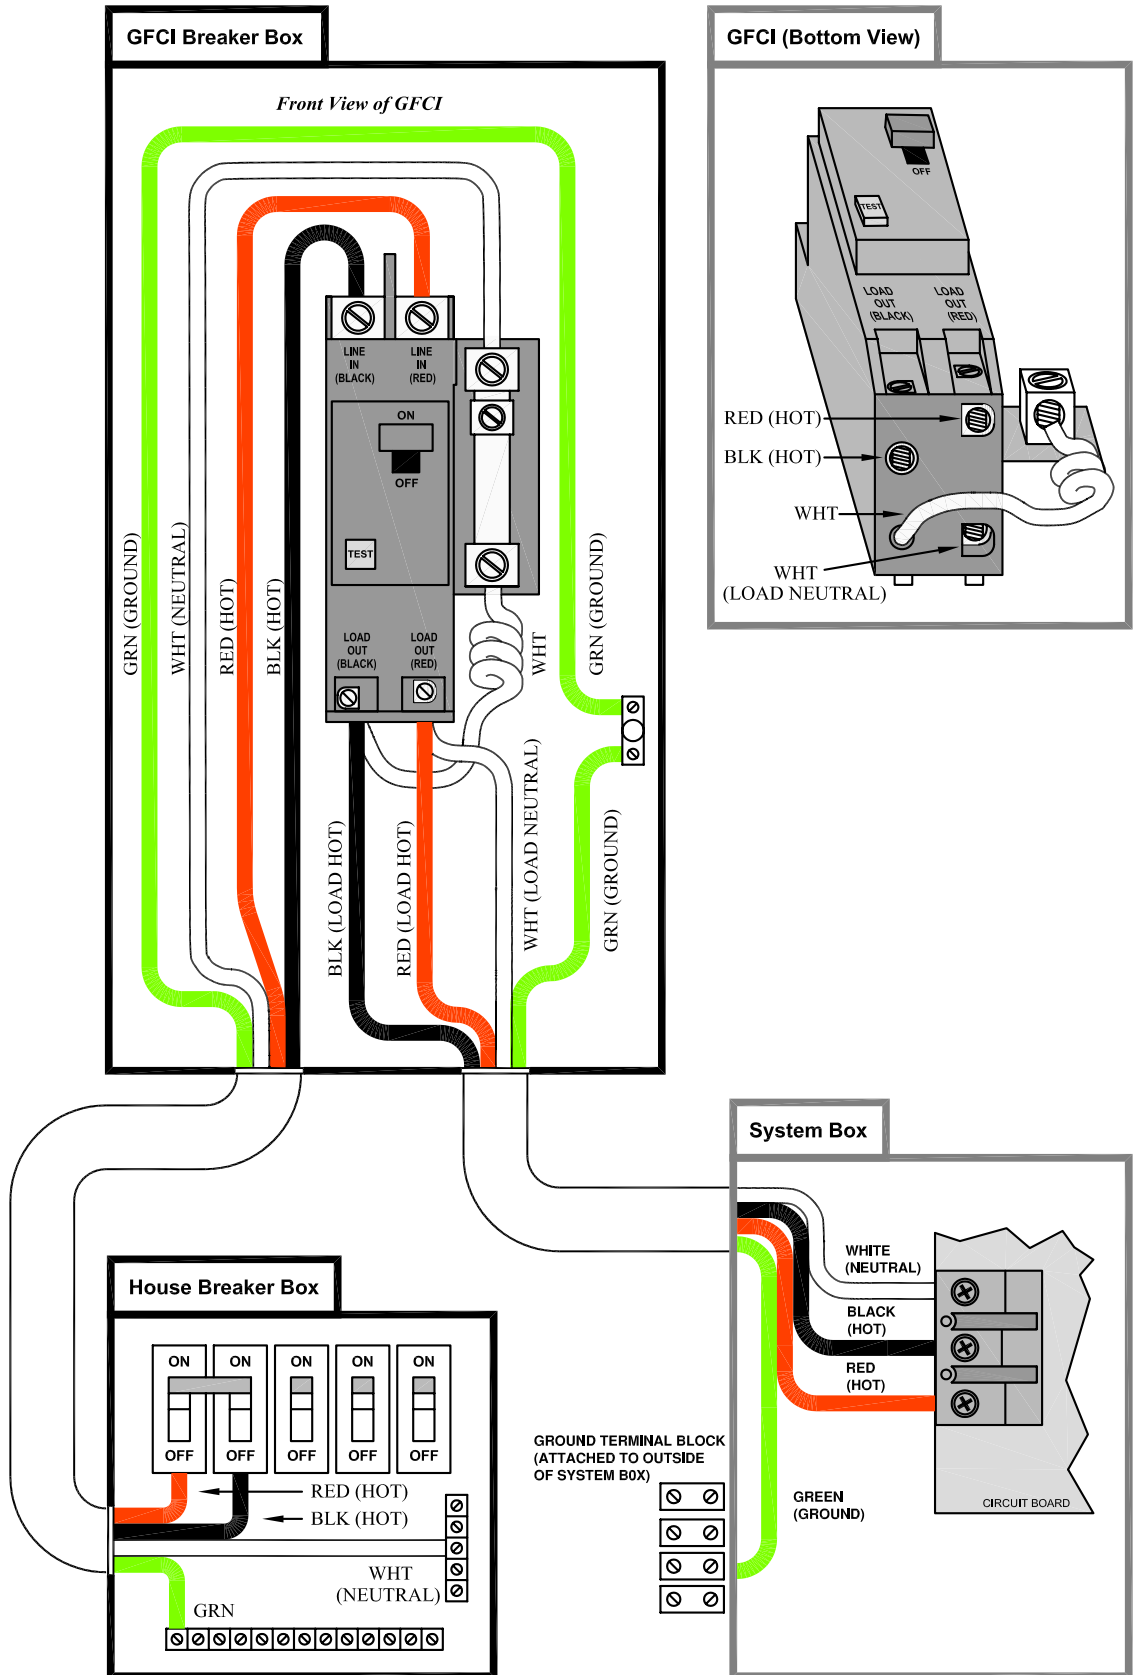 GFCI Breaker Box
Front View of GFCI
LINE
IN
(BLACK)
LINE
IN
(RED)
ON
OFF
TEST
LOAD
OUT
(BLACK)
LOAD
OUT
(RED)
GRN (GROUND)
WHT (NEUTRAL)
RED (HOT)
BLK (HOT)
WHT
GRN (GROUND)
BLK (LOAD HOT)
RED (LOAD HOT)
WHT (LOAD NEUTRAL)
GRN (GROUND)
GFCI (Bottom View)
OFF
TEST
LOAD
OUT
(BLACK)
LOAD
OUT
(RED)
RED (HOT)
BLK (HOT)
WHT
WHT
(LOAD NEUTRAL)
System Box
WHITE
(NEUTRAL)
BLACK
(HOT)
RED
(HOT)
GROUND TERMINAL BLOCK
(ATTACHED TO OUTSIDE
OF SYSTEM B0X)
GREEN
(GROUND)
CIRCUIT BOARD
House Breaker Box
ON
ON
ON
ON
ON
OFF
OFF
OFF
OFF
OFF
RED (HOT)
BLK (HOT)
WHT
(NEUTRAL)
GRN